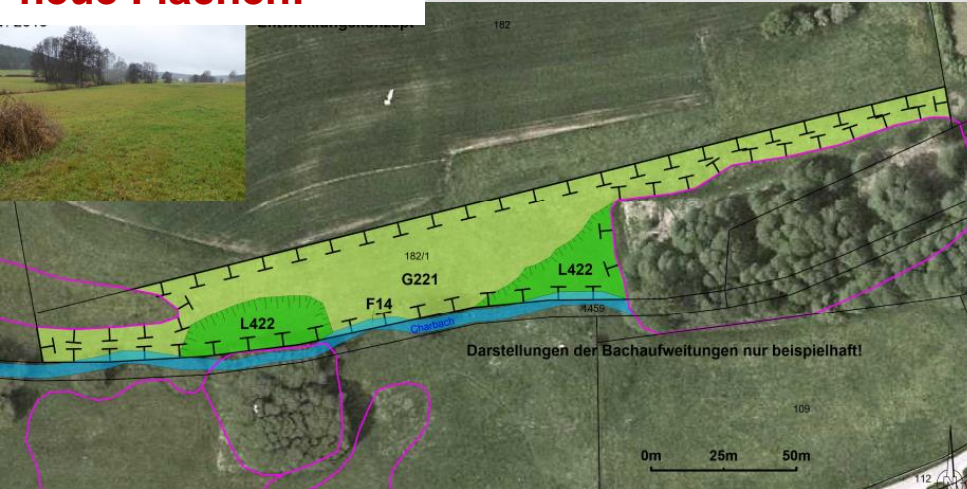 neue Flächen!
182
182/1
G221
L422
F14
L422
Charbach
1459
Darstellungen der Bachaufweitungen nur beispielhaft!
109
0m 25m 50m
112